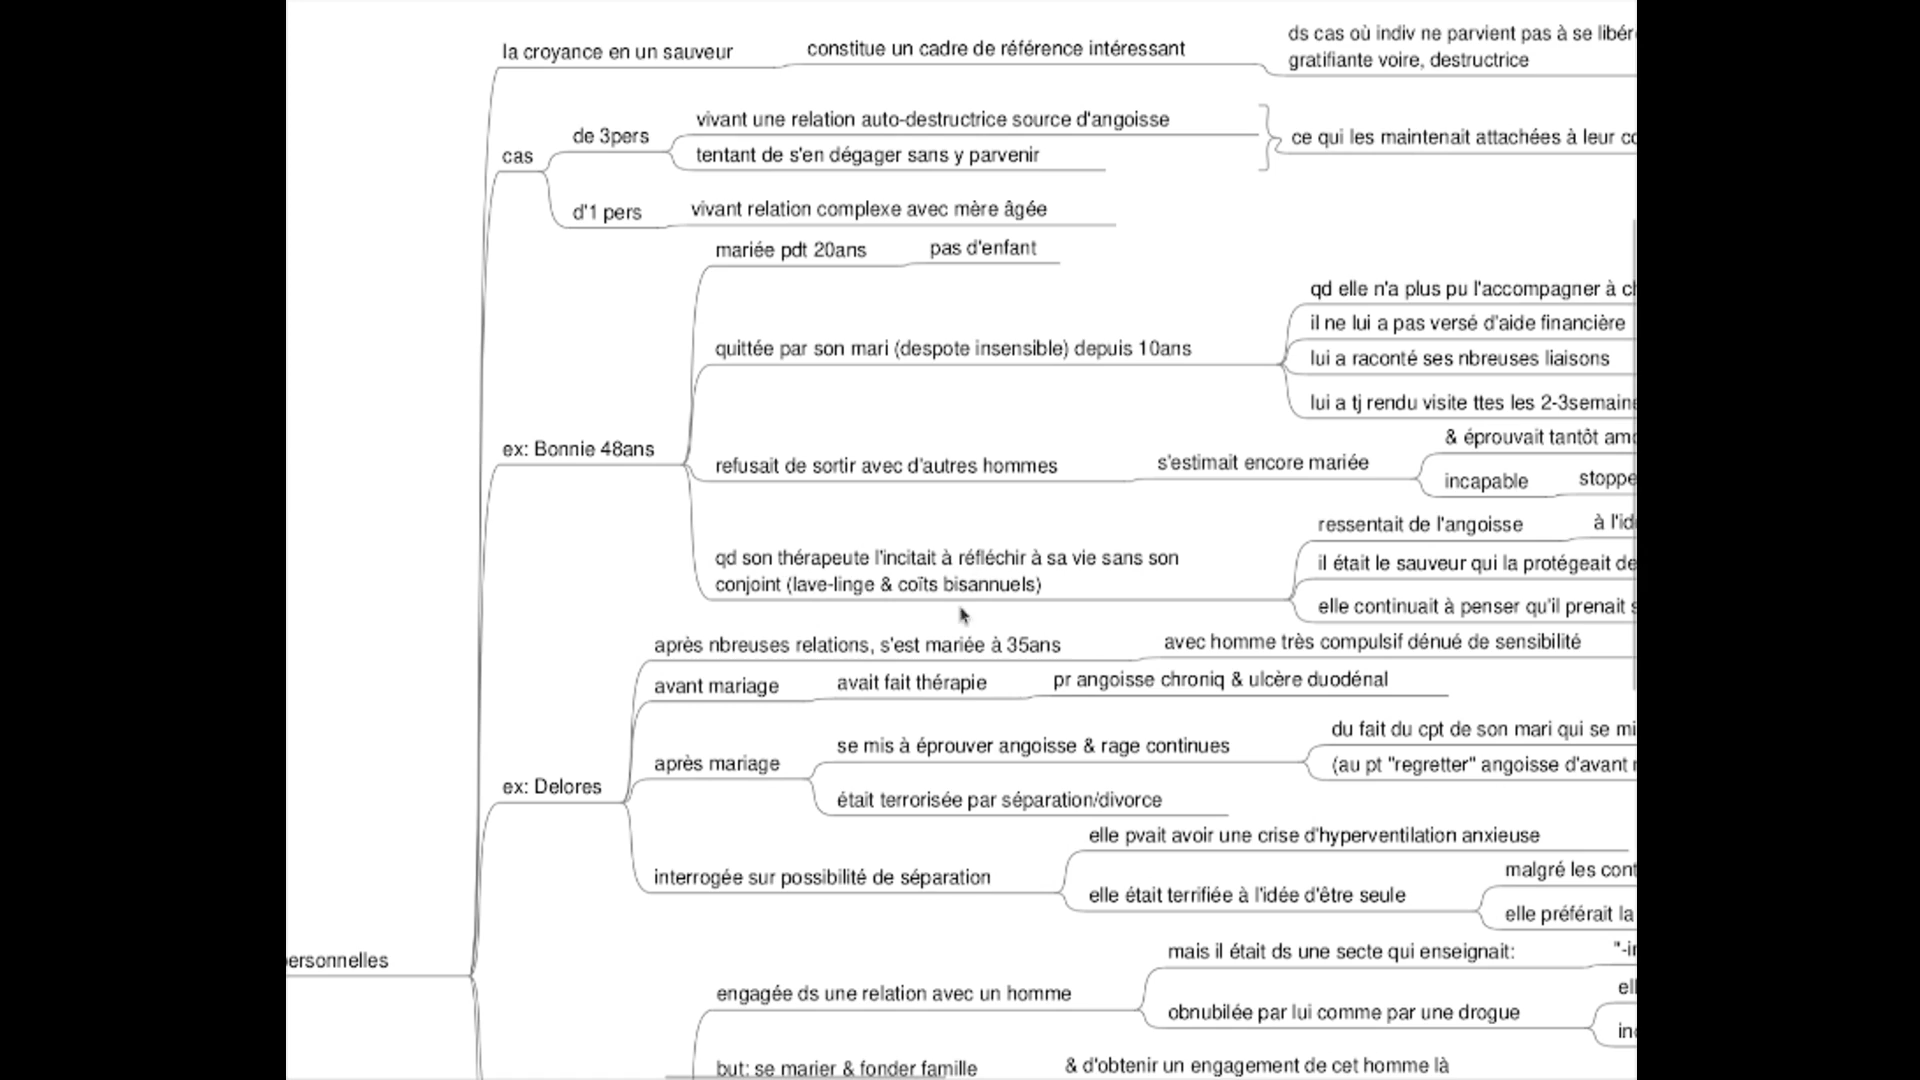 la croyance en un sauveur
constitue un cadre de référence intéressant
ds cas où indiv ne parvient pas à se
gratifiante voire, destructrice
cas
de 3pers
vivant une relation auto-destructrice source d'angoisse
tentant de s'en dégager sans y parvenir
ce qui les maintenait attachées à leur
d'1 pers
vivant relation complexe avec mère âgée
ex: Bonnie 48ans
mariée pdt 20ans
pas d'enfant
quittée par son mari (despote insensible) depuis 10ans
qd elle n'a plus pu l'accompagner à
il ne lui a pas versé d'aide financière
lui a raconté ses nbreuses liaisons
lui a tj rendu visite ttes les
refusait de sortir avec d'autres hommes
s'estimait encore mariée
& éprouvait tantôt
incapable
qd son thérapeute l'incitait à réfléchir à sa vie sans son
conjoint (lave-linge & coïts bisannuels)
ressentait de l'angoisse
à
il était le sauveur qui la protégeait de
elle continuait à penser qu'il prenait
ex: Delores
après nbreuses relations, s'est mariée à 35ans
avec homme très compulsif dénué de sensibilité
avant mariage
avait fait thérapie
pr angoisse chroniq & ulcère duodénal
après mariage
se mis à éprouver angoisse & rage continues
du fait du cpt de son mari qui se
(au pt "regretter" angoisse d'avant
était terrorisée par séparation/divorce
interrogée sur possibilité de séparation
elle pvait avoir une crise d'hyperventilation anxieuse
elle était terrifiée à l'idée d'être seule
malgré les
elle préférait la
ersonnelles
engagée ds une relation avec un homme
mais il était ds une secte qui enseignait:
obnubilée par lui comme par une drogue
but: se marier & fonder famille
& d'obtenir un engagement de cet homme là